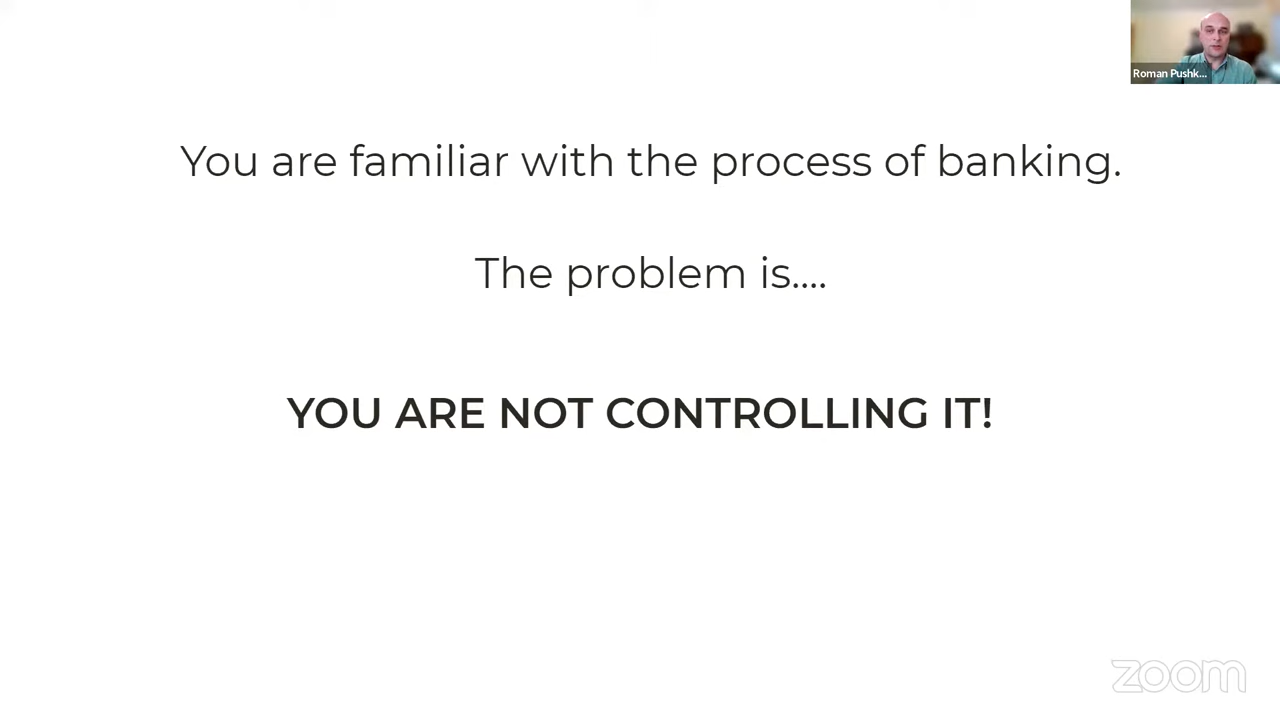 Roman Pushk...
You are familiar with the process of banking.
The problem is....
YOU ARE NOT CONTROLLING IT!
zoom